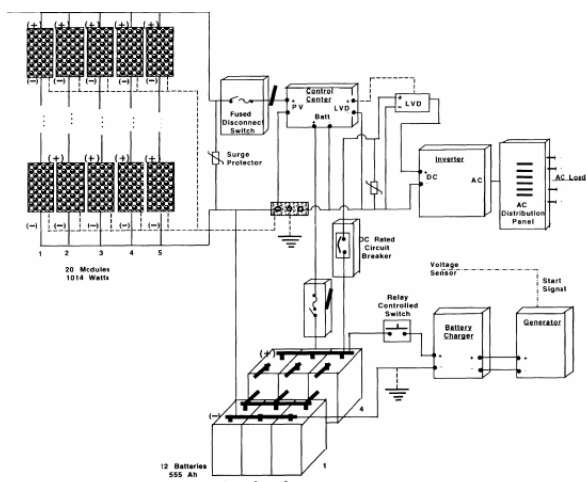 (+) (+) (+) (+) (+)
(-) (-) (-) (-) (-)
(+) (+) (+) (+)
(-) (-) (-) (-) (-)
1 2 3 4 5
20 Modules
1014 Watts
Fused
Disconnect
Switch
Surge
Protector
Control
Center
+ PV LVD +
- -
Batt
+ -
LVD
Inverter
+
DC AC
-
AC
Distribution
Panel
AC Load
DC Rated
Circuit
Breaker
Voltage
Sensor
Start
Signal
Relay
Controlled
Switch
Battery
Charger
+ +
- -
Generator
+
-
(+)
(-)
4
1
12 Batteries
555 Ah